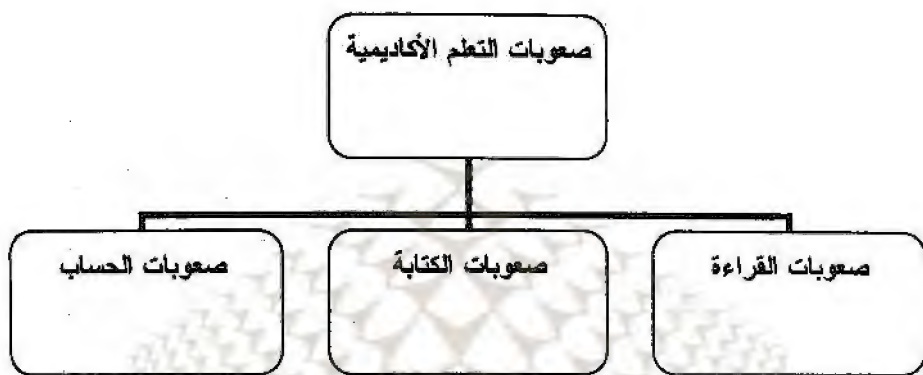 صعوبات التعلم الأكاديمية
صعوبات القراءة
صعوبات الكتابة
صعوبات الحساب